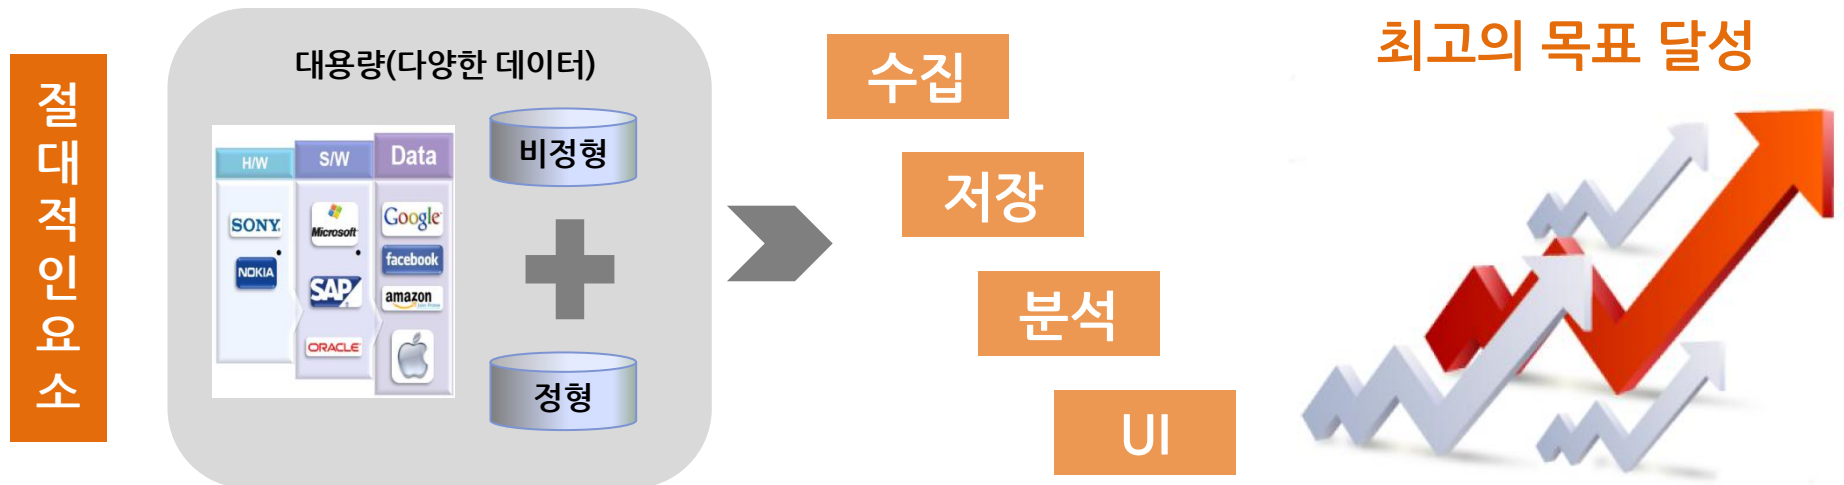 절대적인요소
대용량(다양한 데이터)
H/W
S/W
Data
SONY
NOKIA
Microsoft
SAP
ORACLE
Google
facebook
amazon
비정형
정형
수집
저장
분석
UI
최고의 목표 달성